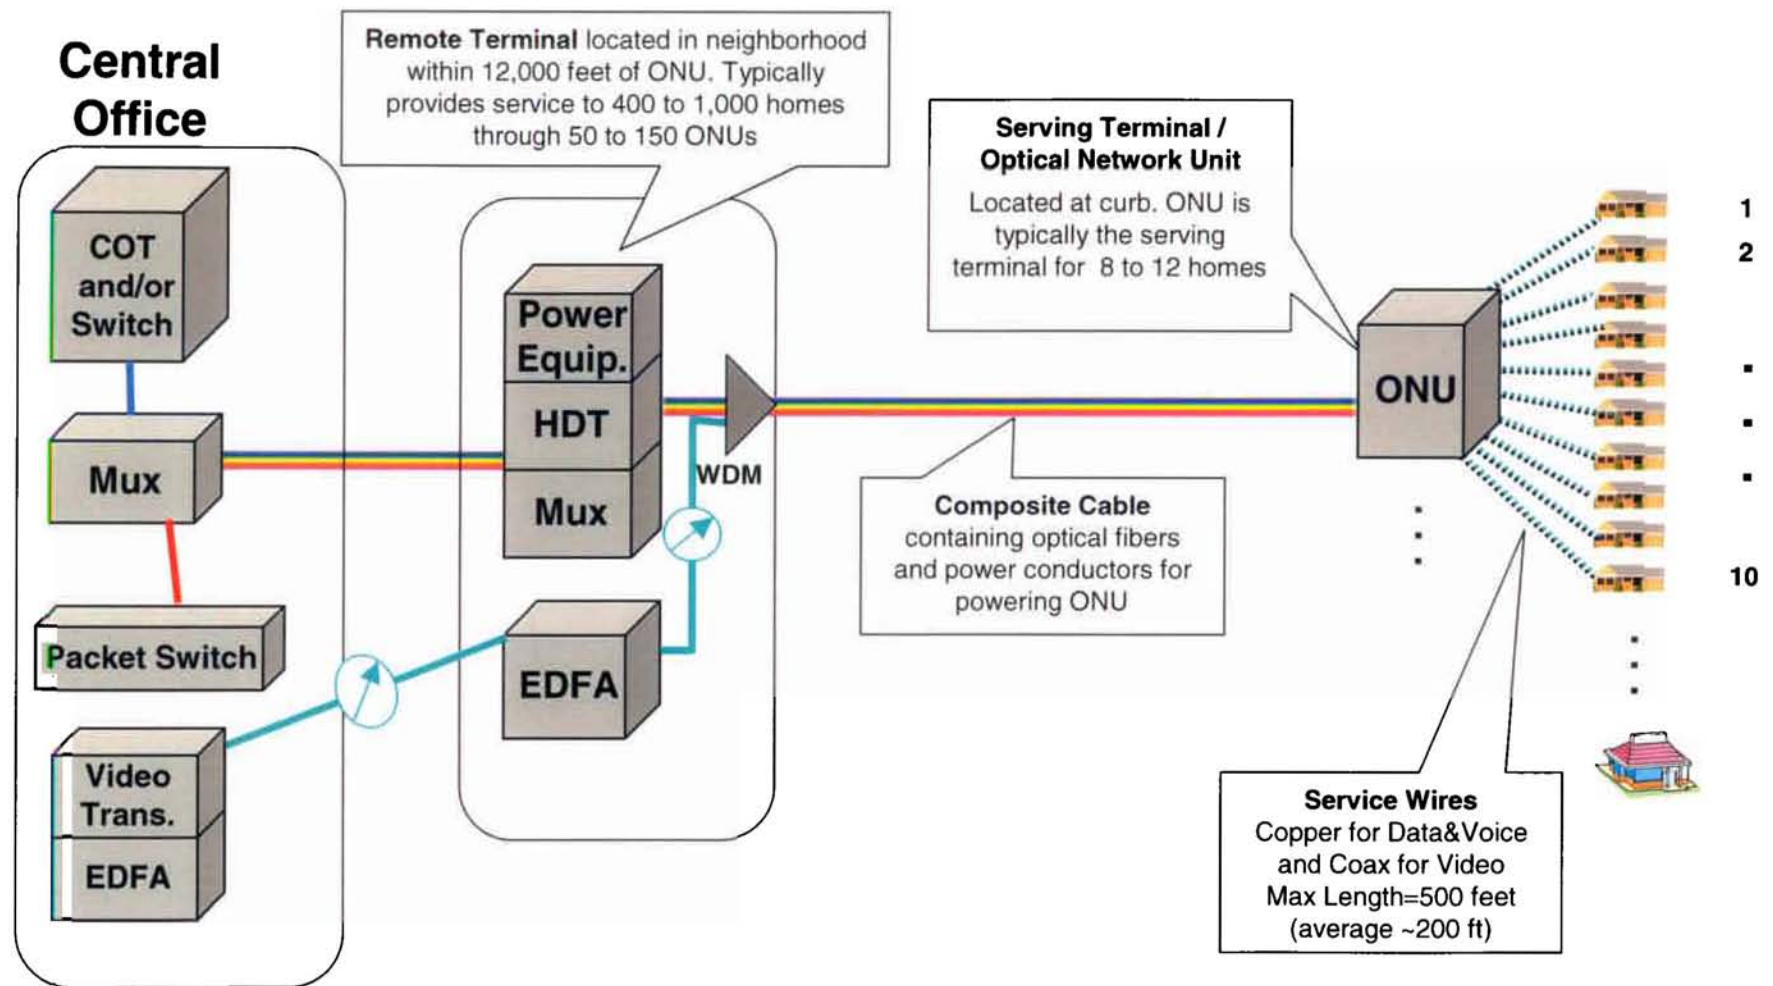 Central
Office
Remote Terminal located in neighborhood
within 12,000 feet of ONU. Typically
provides service to 400 to 1,000 homes
through 50 to 150 ONUs
Serving Terminal /
Optical Network Unit
Located at curb. ONU is
typically the serving
terminal for 8 to 12 homes
COT
and/or
Switch
Mux
Packet Switch
Video
Trans.
EDFA
Power
Equip.
HDT
Mux
EDFA
WDM
Composite Cable
containing optical fibers
and power conductors for
powering ONU
ONU
1
2
10
Service Wires
Copper for Data&Voice
and Coax for Video
Max Length=500 feet
(average ~200 ft)